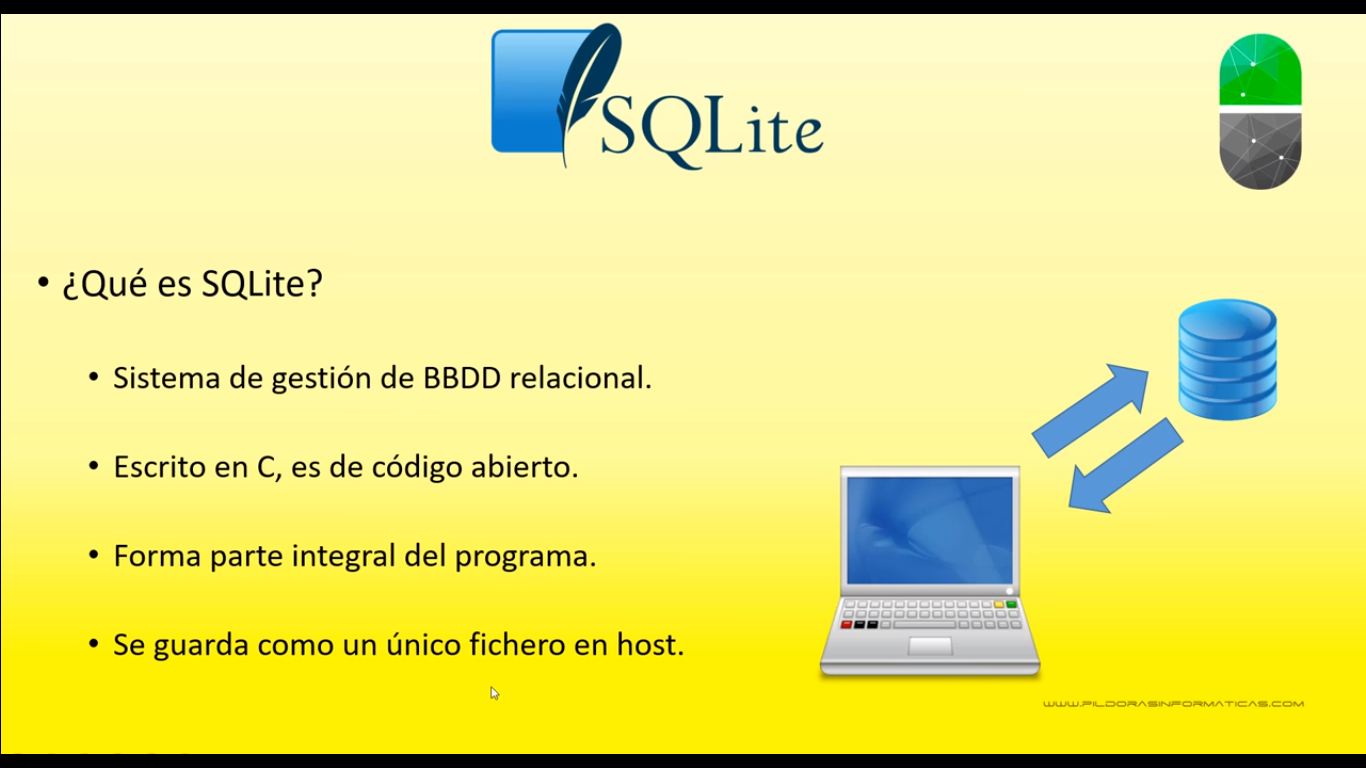 SQLite
• ¿Qué es SQLite?
• Sistema de gestión de BBDD relacional.
• Escrito en C, es de código abierto.
• Forma parte integral del programa.
• Se guarda como un único fichero en host.
WWW.PILDORASINFORMATICAS.COM